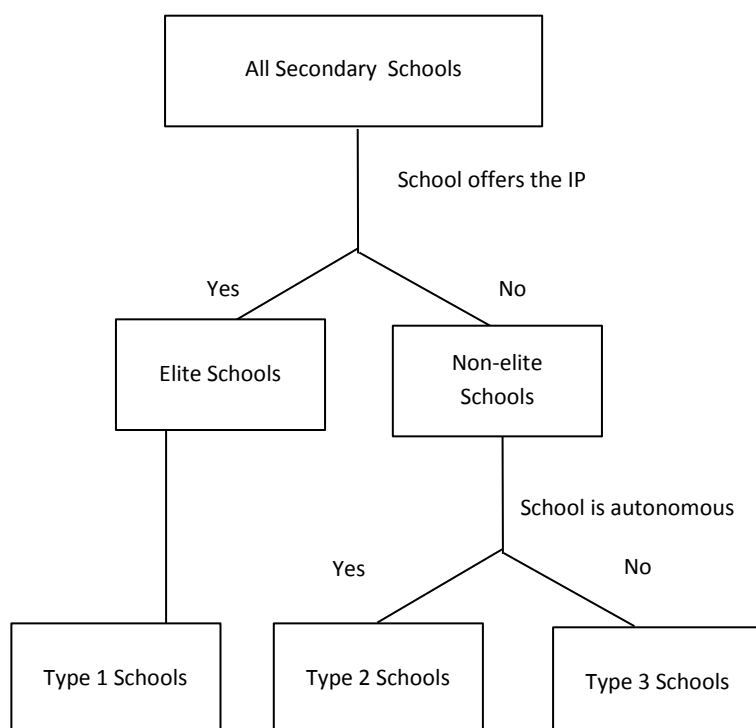 All Secondary Schools
School offers the IP
Yes
No
Elite Schools
Non-elite
Schools
School is autonomous
Yes
No
Type 1 Schools
Type 2 Schools
Type 3 Schools